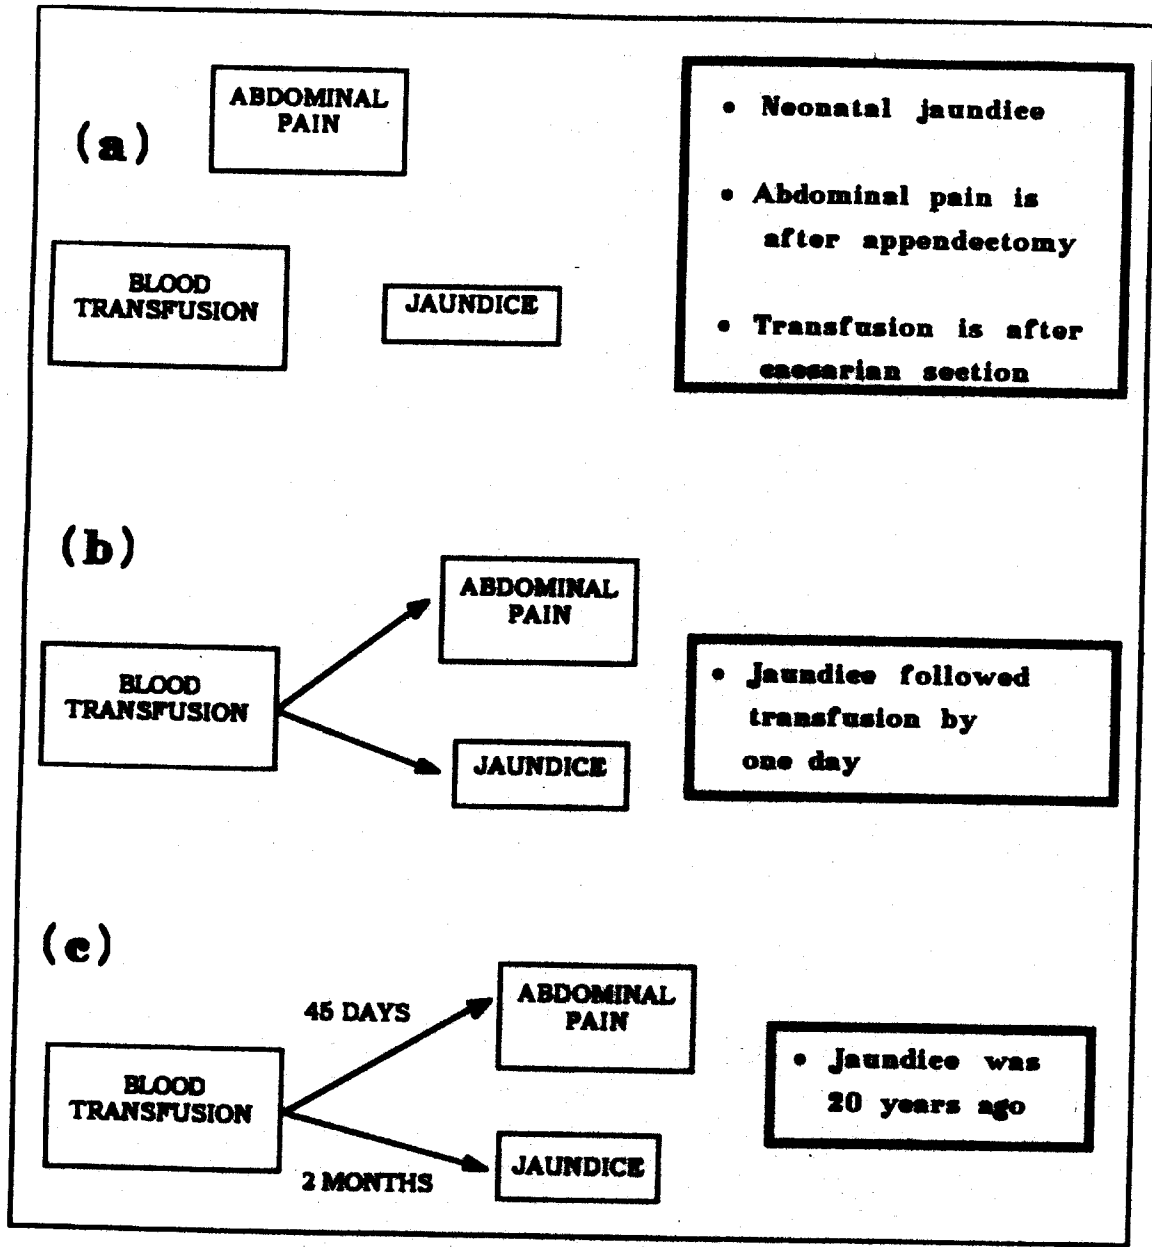 (a)
ABDOMINAL
PAIN
BLOOD
TRANSFUSION
JAUNDICE
• Neonatal jaundice
• Abdominal pain is
after appendectomy
• Transfusion is after
caesarian section
(b)
BLOOD
TRANSFUSION
ABDOMINAL
PAIN
JAUNDICE
• Jaundice followed
transfusion by
one day
(c)
BLOOD
TRANSFUSION
45 DAYS
2 MONTHS
ABDOMINAL
PAIN
JAUNDICE
• Jaundice was
20 years ago